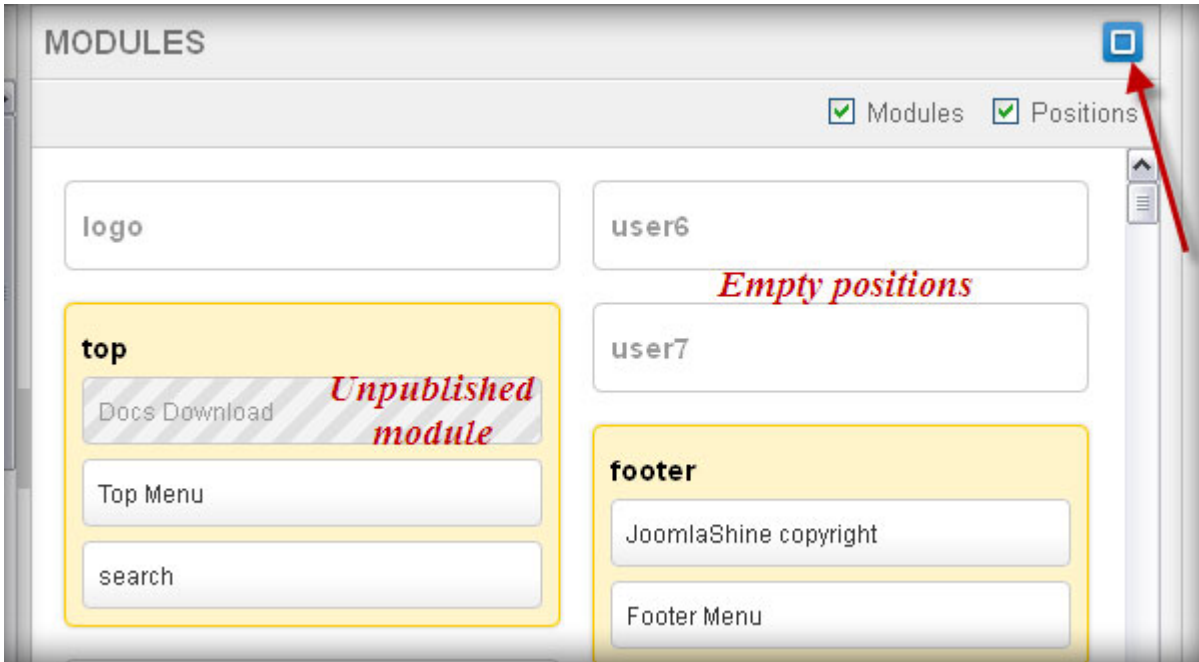 MODULES
Modules Positions
logo
top
Docs Download
Unpublished
module
Top Menu
search
user6
Empty positions
user7
footer
JoomlaShine copyright
Footer Menu